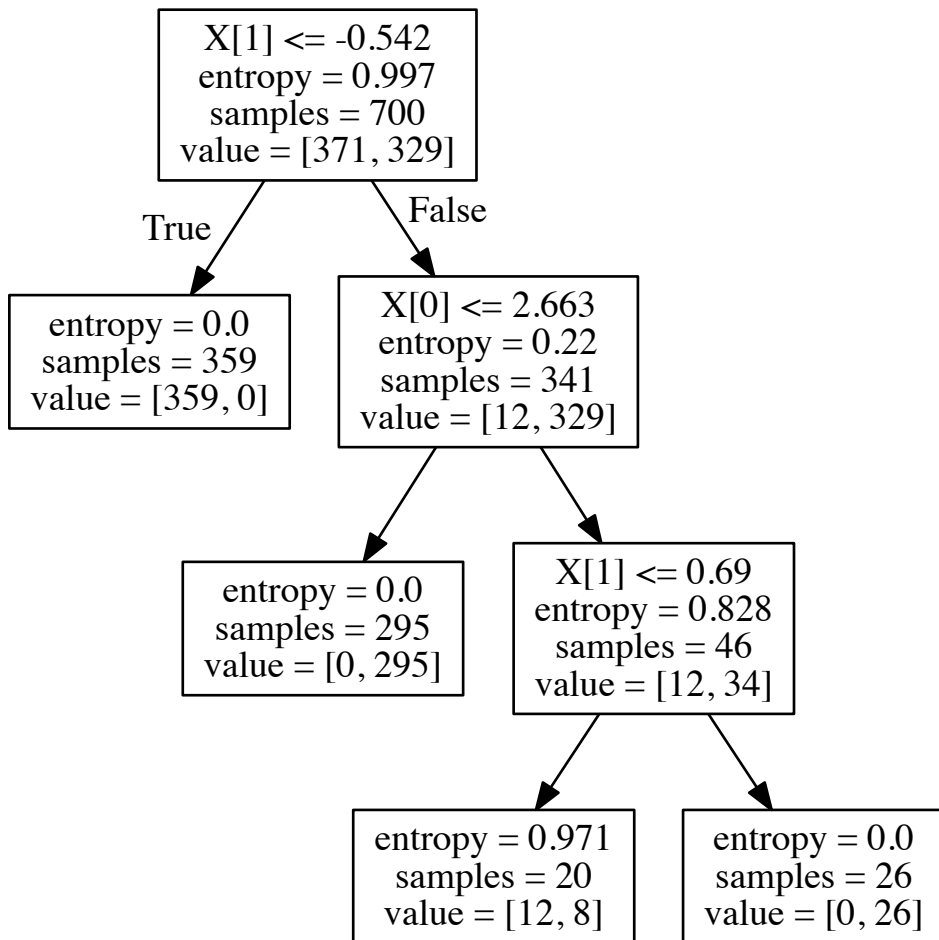 X[1] <= -0.542
entropy = 0.997
samples = 700
value = [371, 329]
True
False
entropy = 0.0
samples = 359
value = [359, 0]
X[0] <= 2.663
entropy = 0.22
samples = 341
value = [12, 329]
entropy = 0.0
samples = 295
value = [0, 295]
X[1] <= 0.69
entropy = 0.828
samples = 46
value = [12, 34]
entropy = 0.971
samples = 20
value = [12, 8]
entropy = 0.0
samples = 26
value = [0, 26]